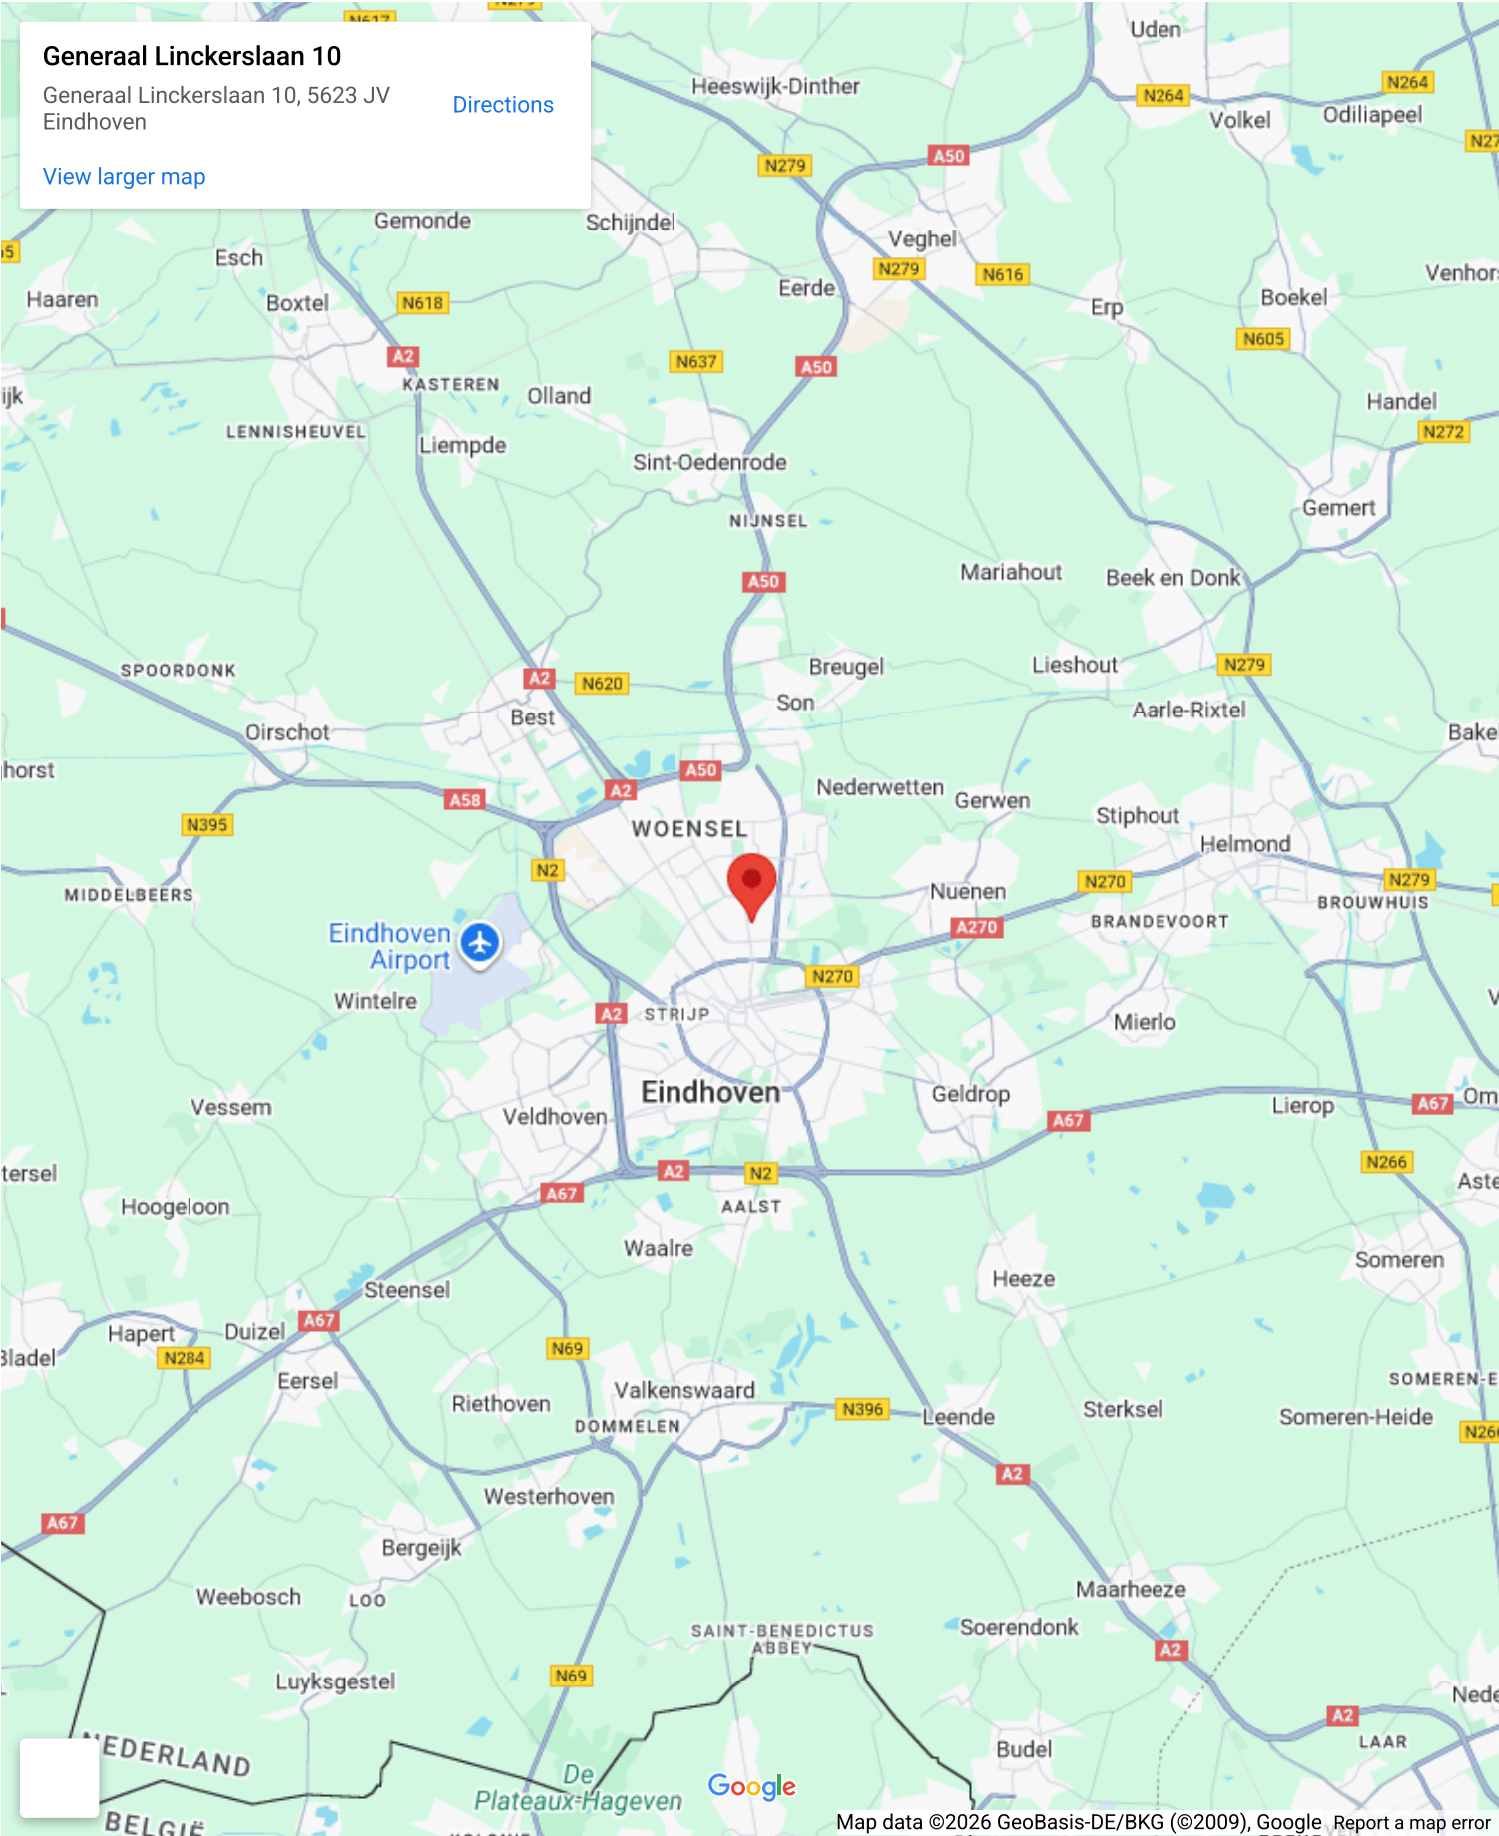 N617
N279
Generaal Linckerslaan 10
Generaal Linckerslaan 10, 5623 JV
Eindhoven
Directions
View larger map
Uden
Heeswijk-Dinther
N264
N264
Volkel
Odiliapeel
A50
N279
Gemonde
Schijndel
Veghel
Esch
N279
N616
Haaren
Boxtel
N618
Eerde
Erp
Boekel
N605
A2
N637
A50
KASTEREN
Olland
Handel
LENNISHEUVEL
Liempde
N272
Sint-Oedenrode
Gemert
NIJNSEL
Mariahout
Beek en Donk
A50
SPOORDONK
Breugel
Lieshout
N279
A2
N620
Son
Aarle-Rixtel
Best
Oirschot
A50
A2
Nederwetten
Gerwen
A58
Stiphout
N395
WOENSEL
Helmond
N2
N270
N279
MIDDELBEERS
Nuenen
BROUWHUIS
A270
BRANDEVOORT
Eindhoven
Airport
N270
Wintelre
A2
STRIJP
Mierlo
Eindhoven
Geldrop
Vessem
Veldhoven
A67
Lierop
A67
A2
N2
N266
A67
Hoogeloon
AALST
Waalre
Someren
Heeze
Steensel
A67
Hapert
Duizel
N69
N284
Eersel
Valkenswaard
Riethoven
DOMMELEN
N396
Leende
Sterksel
Someren-Heide
A2
Westerhoven
A67
Bergeijk
Weebosch
LOO
Maarheeze
SAINT-BENEDICTUS
ABBEY
Soerendonk
A2
Luyksgestel
N69
A2
LAAR
NEDERLAND
Budel
De
Plateaux-Hageven
Google
BELGIË
Map data ©2026 GeoBasis-DE/BKG (©2009), Google
Report a map error